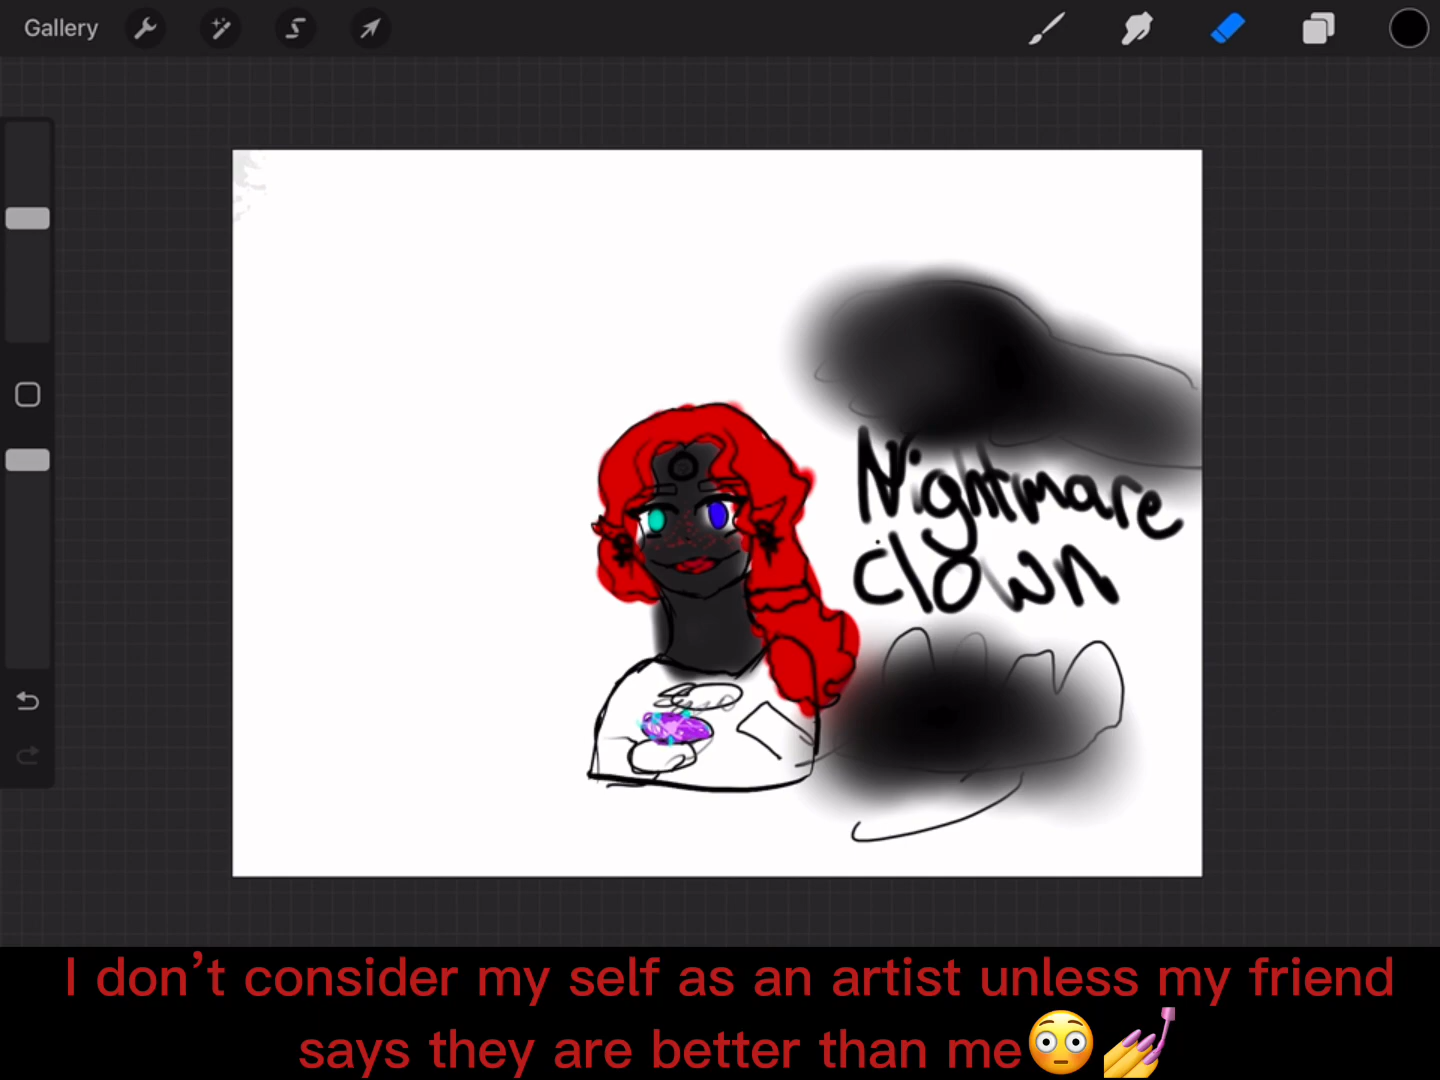 Gallery
Nightmare
clown
I don’t consider my self as an artist unless my friend
says they are better than me😳💅